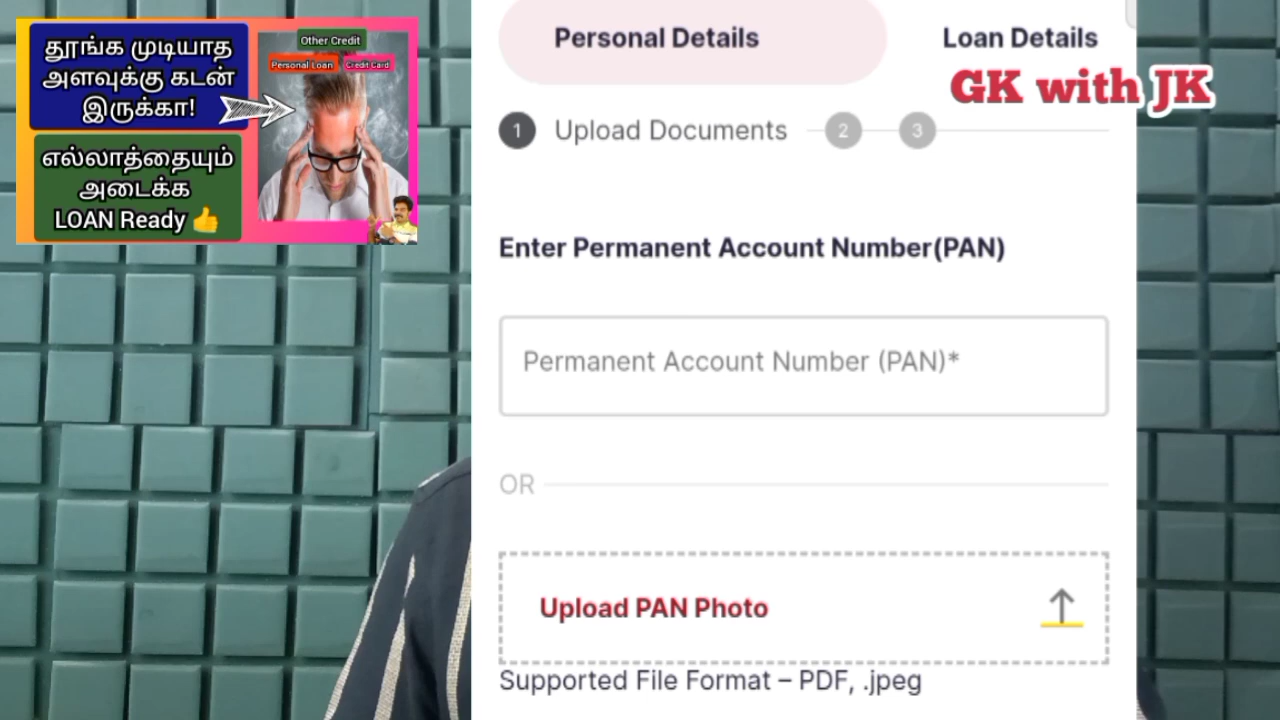 தூங்க முடியாத
அளவுக்கு கடன்
இருக்கா!
எல்லாத்தையும்
அடைக்க
LOAN Ready 👍
Other Credit
Personal Loan
Credit Card
Personal Details
Loan Details
GK with JK
1 Upload Documents 2 3
Enter Permanent Account Number(PAN)
Permanent Account Number (PAN)*
OR
Upload PAN Photo
Supported File Format – PDF, .jpeg